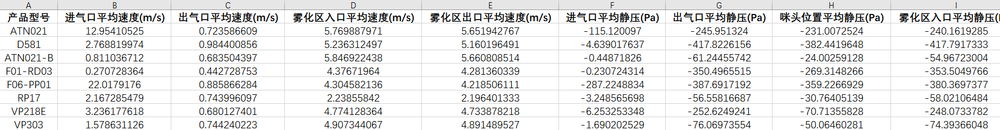 A B C D E F G H I
产品型号 进气口平均速度(m/s) 出气口平均速度(m/s) 雾化区入口平均速度(m/s) 雾化区出口平均速度(m/s) 进气口平均静压(Pa) 出气口平均静压(Pa) 咪头位置平均静压(Pa) 雾化区入口平均静压(
ATN021 12.95410525 0.723586609 5.769887971 5.651942767 -115.120097 -245.951324 -231.0072524 -240.1619285
D581 2.768819974 0.984400856 5.236312497 5.160196491 -4.639017637 -417.8226156 -382.4419648 -417.7917333
ATN021-B 0.811036712 0.683504397 5.846922438 5.660808514 -0.44871826 -61.24455742 -24.00259128 -54.96723004
F01-RD03 0.270728364 0.442728753 4.37671964 4.281360339 -0.230724314 -350.4965515 -269.3148266 -353.5049766
F06-PP01 22.0179176 0.885866284 4.304582136 4.218506111 -287.2248834 -387.6917192 -359.2266929 -380.3697377
RP17 2.167285479 0.743996097 2.23855842 2.196401333 -3.248565698 -56.55816687 -30.76405139 -58.02106484
VP218E 3.236177618 0.680127401 4.774128364 4.733878218 -6.253973541 -252.6249241 -70.71355828 -248.0733782
VP303 1.578631126 0.744240223 4.907344067 4.891489527 -1.690202529 -76.06973554 -50.06460281 -74.39366048